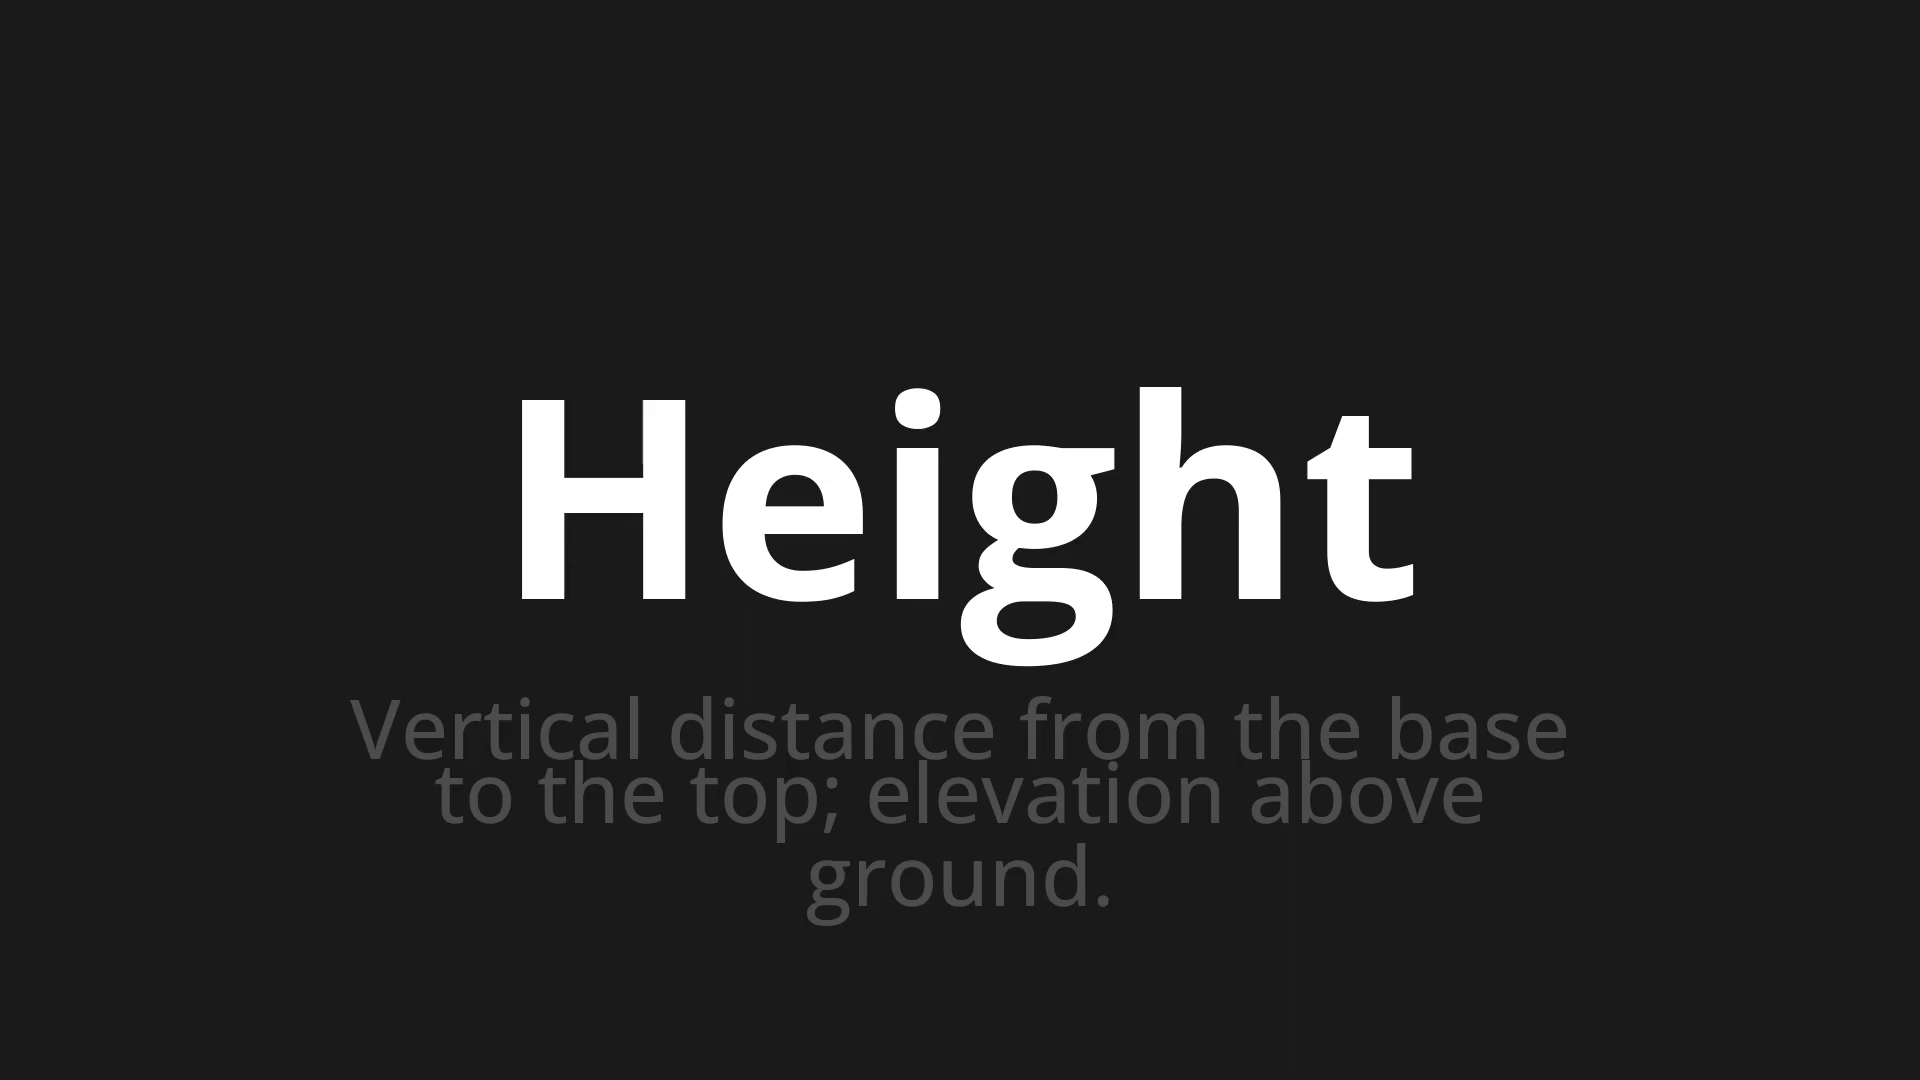 Height
Vertical distance from the base
to the top; elevation above
ground.